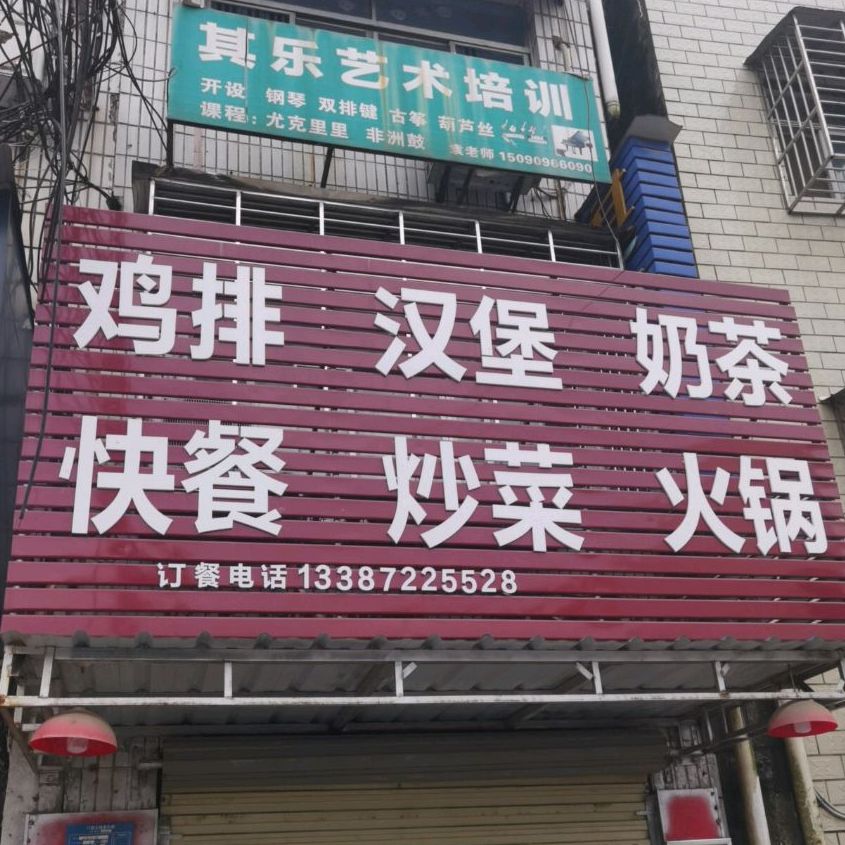 其乐艺术培训
开设 钢琴 双排键 古筝 葫芦丝
课程：尤克里里 非洲鼓 袁老师 15090966090
鸡排 汉堡 奶茶
快餐 炒菜 火锅
订餐电话13387225528